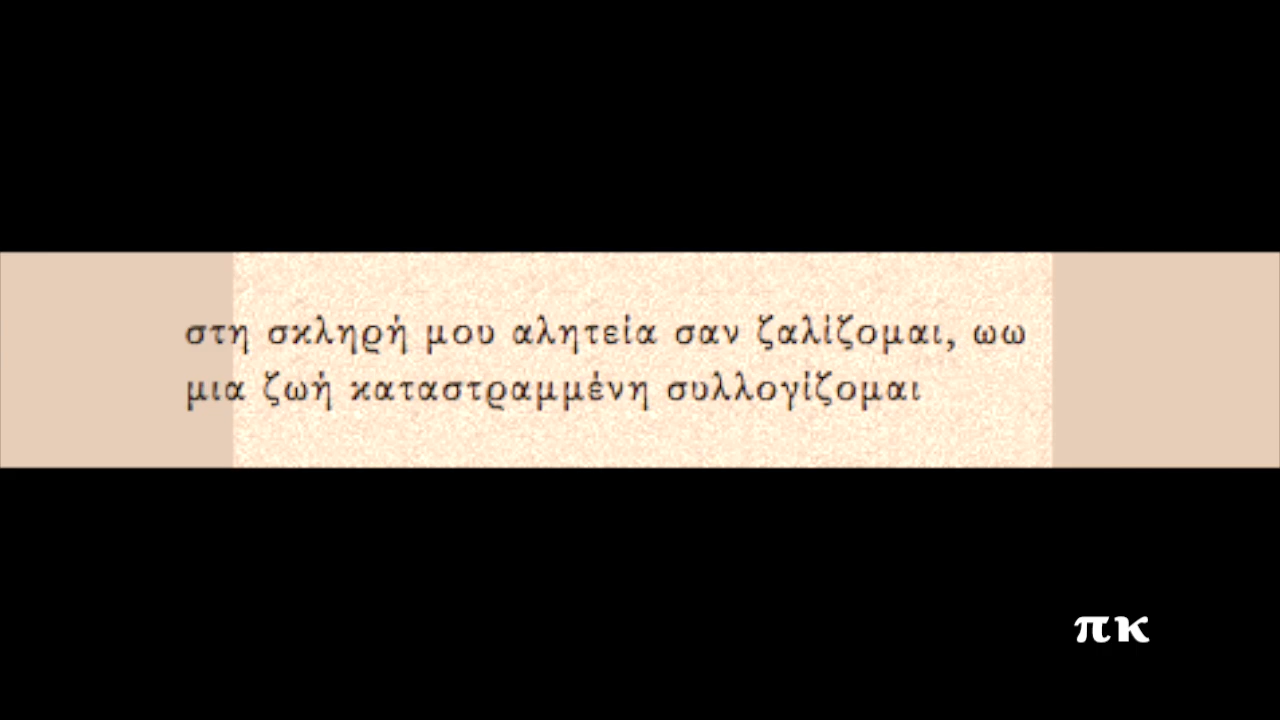 στη σκληρή μου αλητεία σαν ζαλίζομαι, ωω
μια ζωή καταστραμμένη συλλογίζομαι
πκ